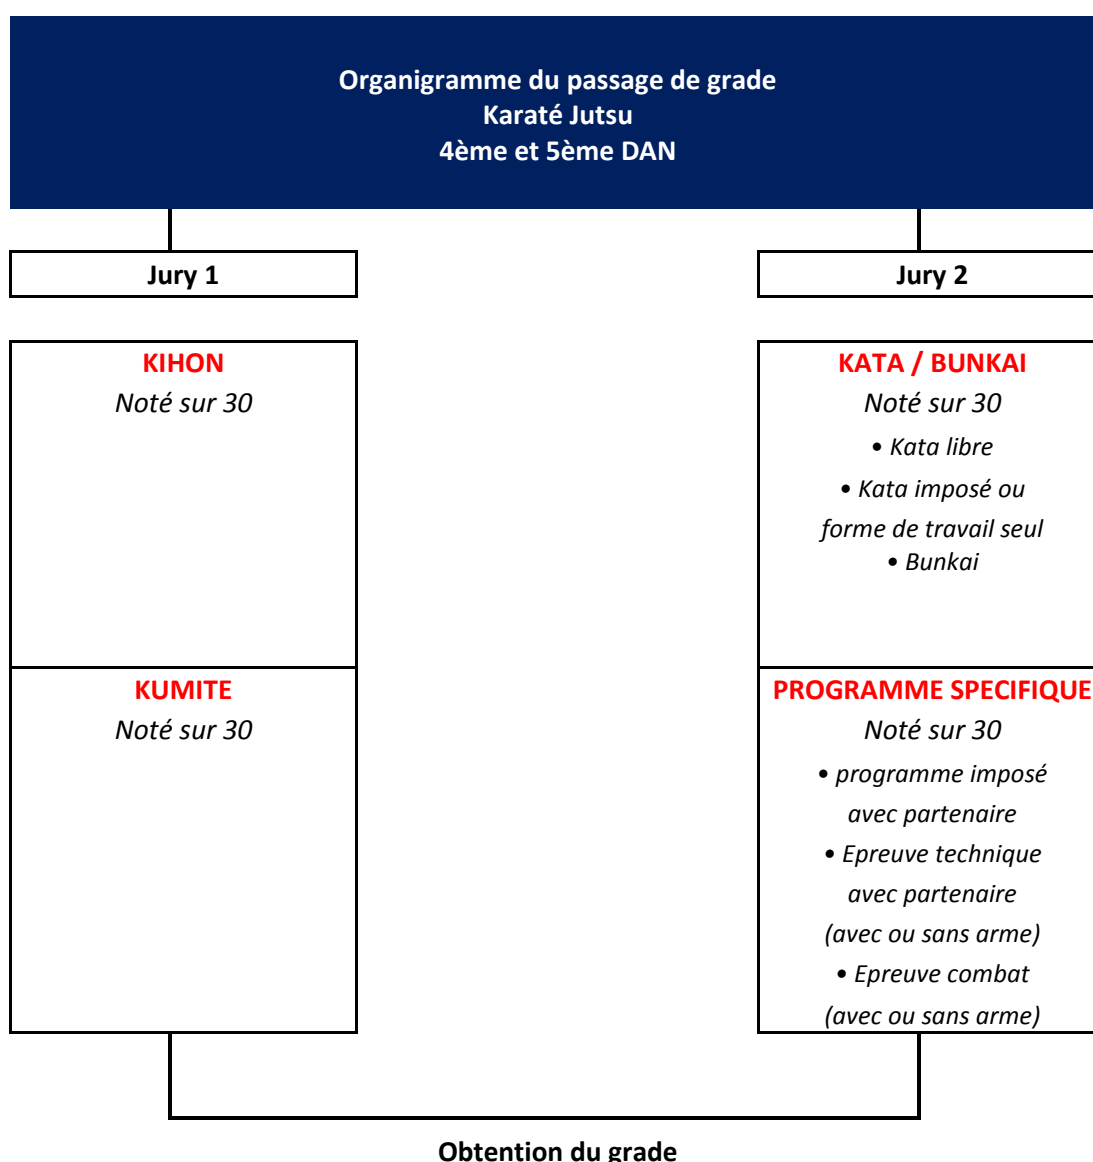 Organigramme du passage de grade
Karaté Jutsu
4ème et 5ème DAN
Jury 1
Jury 2
KIHON
Noté sur 30
KATA / BUNKAI
Noté sur 30
• Kata libre
• Kata imposé ou
forme de travail seul
• Bunkai
KUMITE
Noté sur 30
PROGRAMME SPECIFIQUE
Noté sur 30
• programme imposé
avec partenaire
• Epreuve technique
avec partenaire
(avec ou sans arme)
• Epreuve combat
(avec ou sans arme)
Obtention du grade